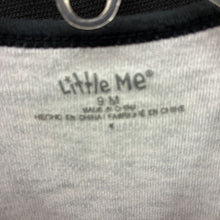 Little Me®
9 M
MADE IN CHINA
HECHO EN CHINA / FABRIQUÉ EN CHINE